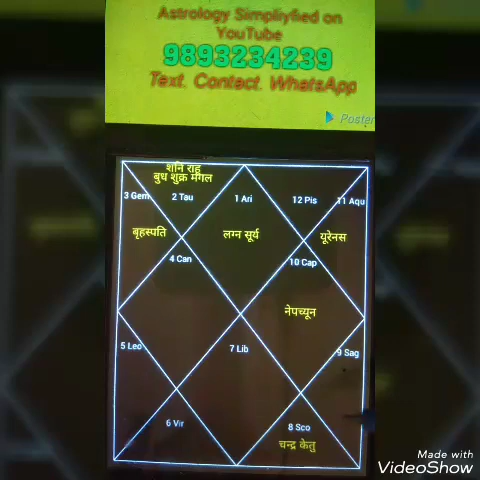 Astrology Simpliyfied on
YouTube
9893234239
Text. Contact. WhatsApp
Poster
शनि राहु
बुध शुक्र मंगल
3 Gem
2 Tau
1 Ari
12 Pis
11 Aqu
बृहस्पति
लग्न सूर्य
यूरेनस
4 Can
10 Cap
नेपच्यून
5 Leo
7 Lib
9 Sag
6 Vir
8 Sco
चन्द्र केतु
Made with
VideoShow